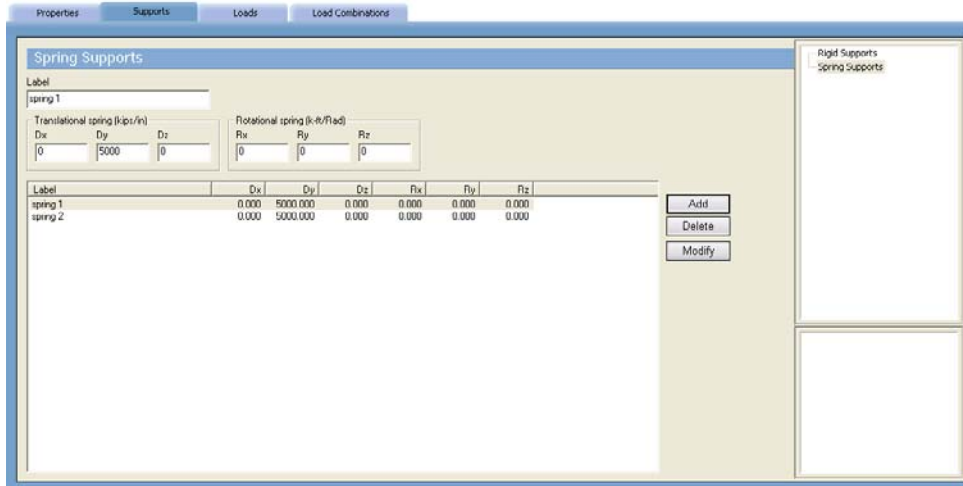 Properties Supports Loads Load Combinations
Spring Supports
Label
spring 1
Translational spring (kips/in) Rotational spring (k-ft/Rad)
Dx Dy Dz Rx Ry Rz
0 5000 0 0 0 0
Label Dx Dy Dz Rx Ry Rz
spring 1 0.000 5000.000 0.000 0.000 0.000 0.000
spring 2 0.000 5000.000 0.000 0.000 0.000 0.000
Add
Delete
Modify
Rigid Supports
Spring Supports